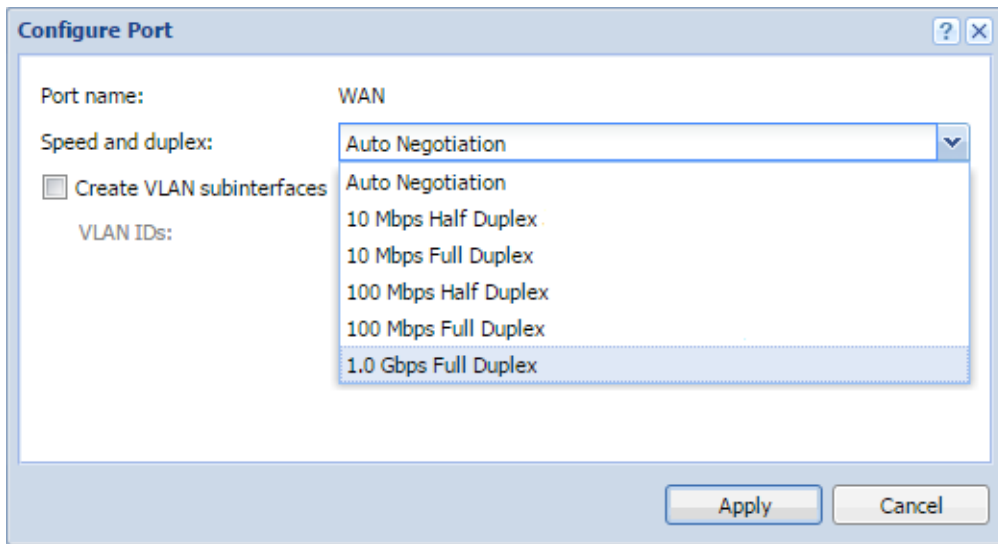 Configure Port
?
Port name: WAN
Speed and duplex: Auto Negotiation
Auto Negotiation
Create VLAN subinterfaces
10 Mbps Half Duplex
VLAN IDs:
10 Mbps Full Duplex
100 Mbps Half Duplex
100 Mbps Full Duplex
1.0 Gbps Full Duplex
Apply Cancel